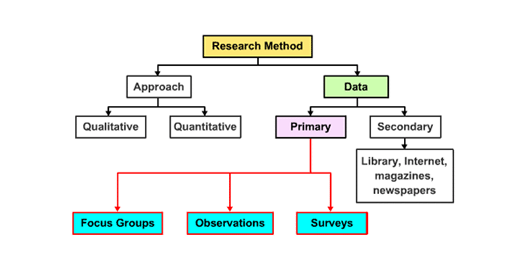 Research Method
Approach
Data
Qualitative
Quantitative
Primary
Secondary
Library, Internet,
magazines,
newspapers
Focus Groups
Observations
Surveys